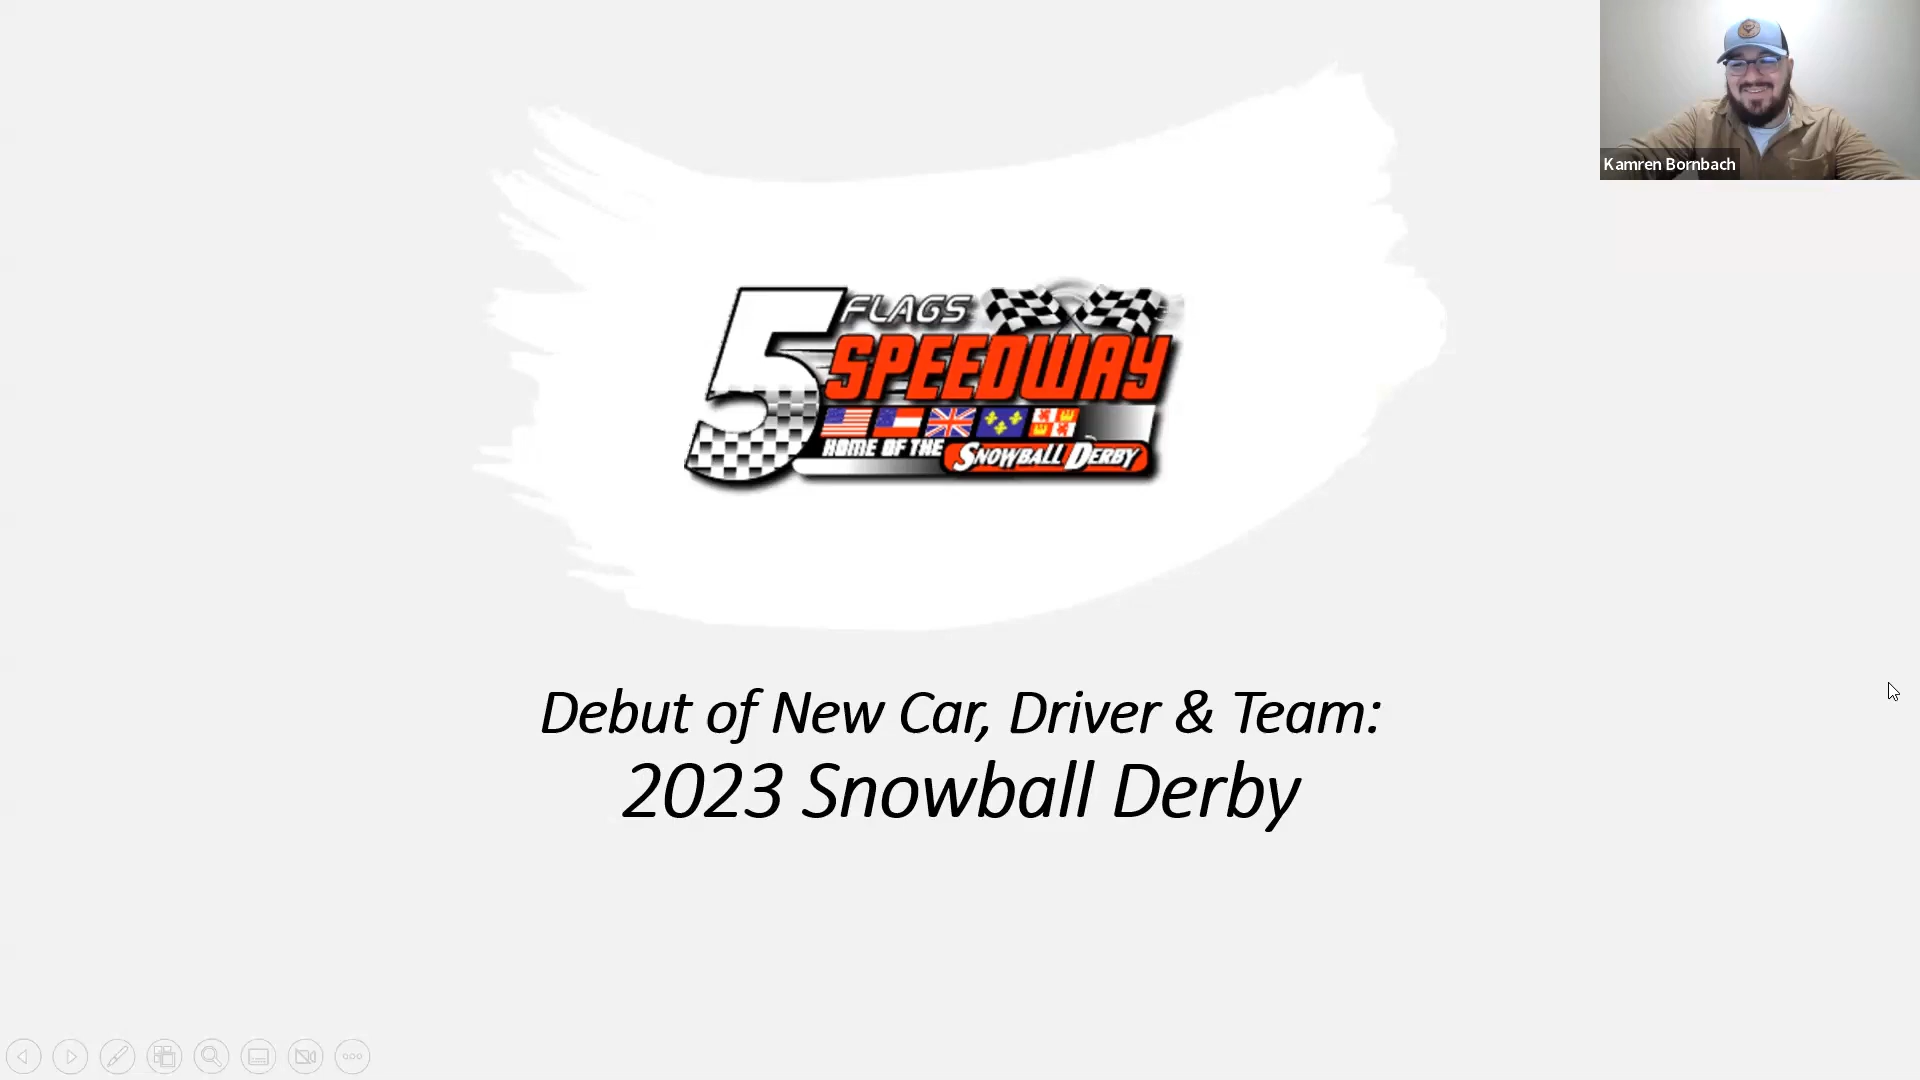 Kamren Bornbach
5 FLAGS
SPEEDWAY
HOME OF THE SNOWBALL DERBY
Debut of New Car, Driver & Team:
2023 Snowball Derby